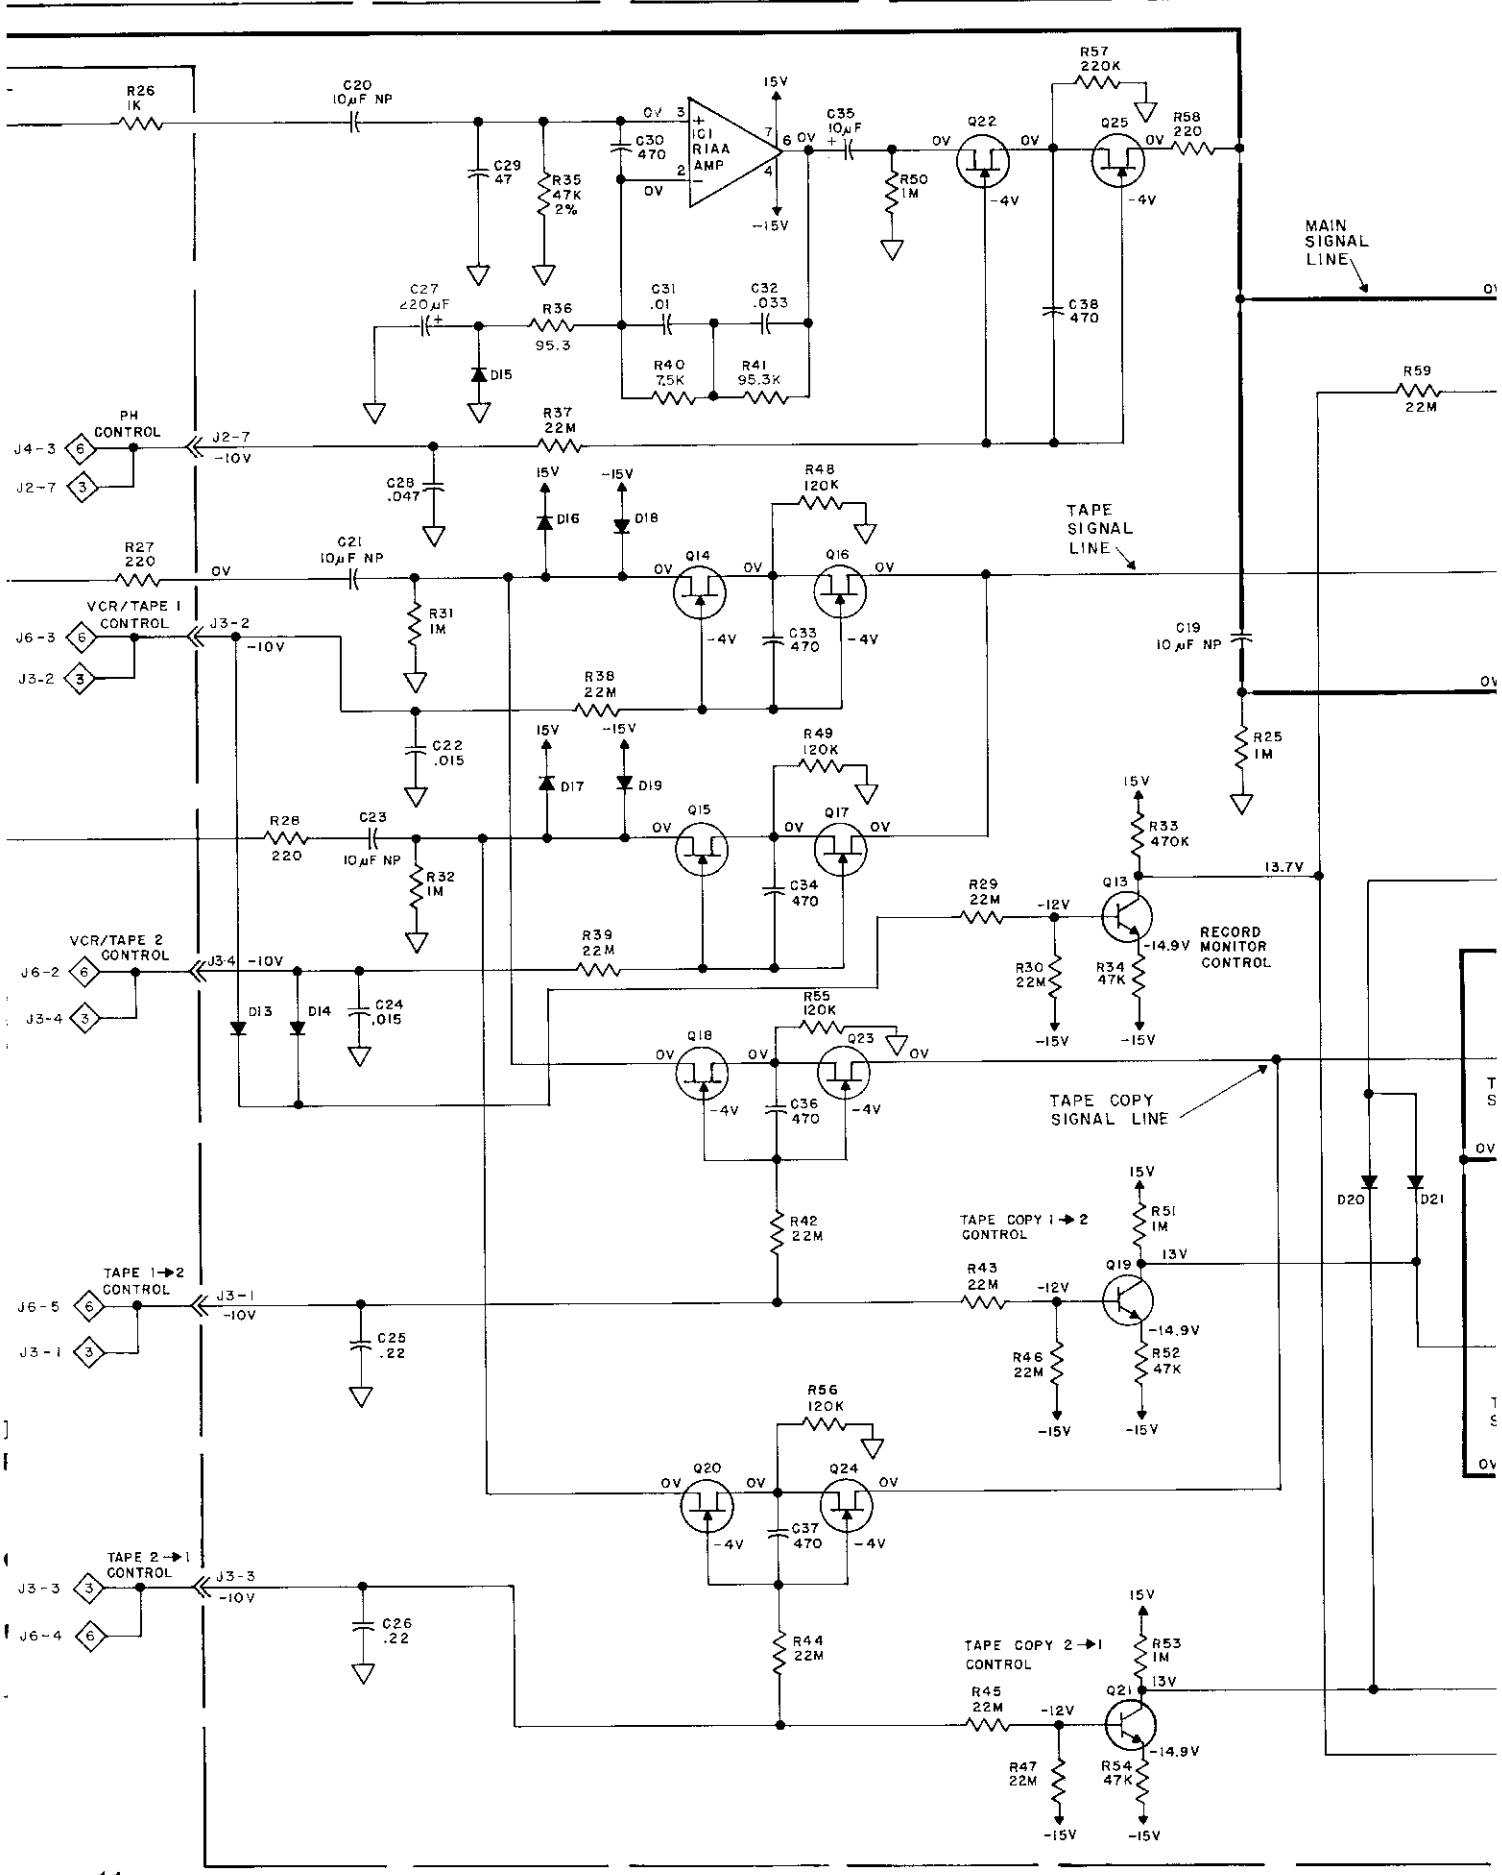 R26
1K
C20
10µF NP
C29
47
R35
47K
2%
C30
470
0V
3
+
IC1
RIAA
AMP
2
−
0V
15V
7
6
0V
4
-15V
C35
10µF
+
R50
1M
0V
Q22
0V
-4V
R57
220K
Q25
0V
-4V
R58
220
C38
470
MAIN
SIGNAL
LINE
C27
220µF
+
D15
R36
95.3
C31
.01
C32
.033
R40
7.5K
R41
95.3K
R59
22M
PH
CONTROL
J4-3
6
J2-7
-10V
J2-7
3
R37
22M
C28
.047
15V
-15V
D16
D18
R48
120K
TAPE
SIGNAL
LINE
R27
220
0V
C21
10µF NP
0V
Q14
0V
Q16
0V
-4V
C33
470
-4V
R31
1M
VCR/TAPE 1
CONTROL
J6-3
6
J3-2
-10V
J3-2
3
R38
22M
C22
.015
C19
10µF NP
0V
R25
1M
15V
-15V
D17
D19
R49
120K
R28
220
C23
10µF NP
0V
Q15
0V
Q17
0V
C34
470
R32
1M
15V
R33
470K
13.7V
R29
22M
-12V
Q13
-14.9V
RECORD
MONITOR
CONTROL
R30
22M
R34
47K
-15V
-15V
VCR/TAPE 2
CONTROL
J6-2
6
J3-4
-10V
J3-4
3
R39
22M
D13
D14
C24
.015
R55
120K
0V
Q18
0V
Q23
0V
-4V
C36
470
-4V
TAPE COPY
SIGNAL LINE
0V
D20
D21
R42
22M
TAPE COPY 1→2
CONTROL
15V
R51
1M
13V
R43
22M
-12V
Q19
-14.9V
R46
22M
R52
47K
-15V
-15V
TAPE 1→2
CONTROL
J6-5
6
J3-1
-10V
J3-1
3
C25
.22
R56
120K
0V
Q20
0V
Q24
0V
-4V
C37
470
-4V
0V
TAPE 2→1
CONTROL
J3-3
3
J3-3
-10V
J6-4
6
C26
.22
R44
22M
TAPE COPY 2→1
CONTROL
15V
R53
1M
13V
R45
22M
-12V
Q21
-14.9V
R47
22M
R54
47K
-15V
-15V